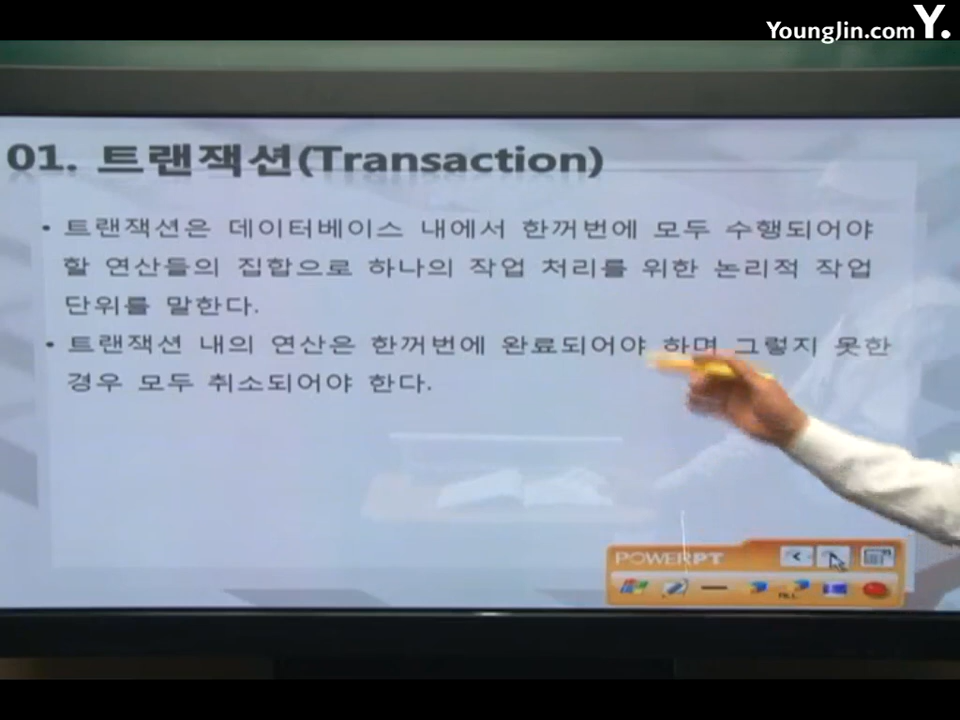 YoungJin.com Y.
01. 트랜잭션(Transaction)
• 트랜잭션은 데이터베이스 내에서 한꺼번에 모두 수행되어야
할 연산들의 집합으로 하나의 작업 처리를 위한 논리적 작업
단위를 말한다.
• 트랜잭션 내의 연산은 한꺼번에 완료되어야 하며 그렇지 못한
경우 모두 취소되어야 한다.
POWERPT